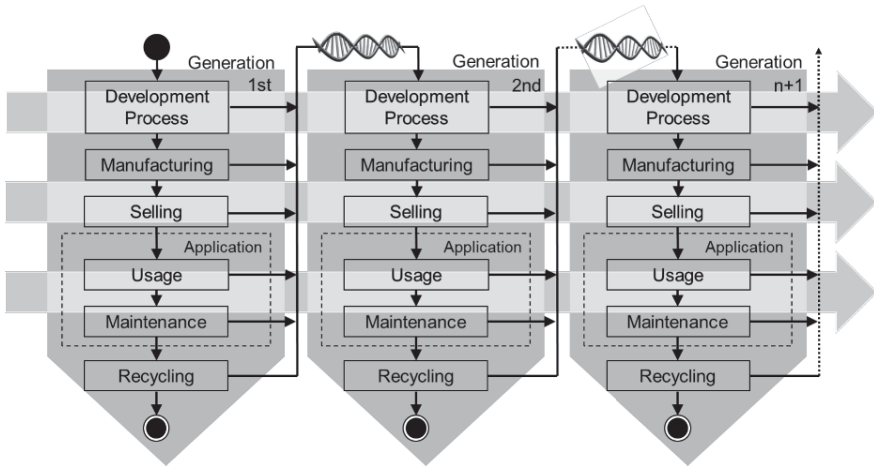 Generation
1st
Development
Process
Manufacturing
Selling
Application
Usage
Maintenance
Recycling
Generation
2nd
Development
Process
Manufacturing
Selling
Application
Usage
Maintenance
Recycling
Generation
n+1
Development
Process
Manufacturing
Selling
Application
Usage
Maintenance
Recycling